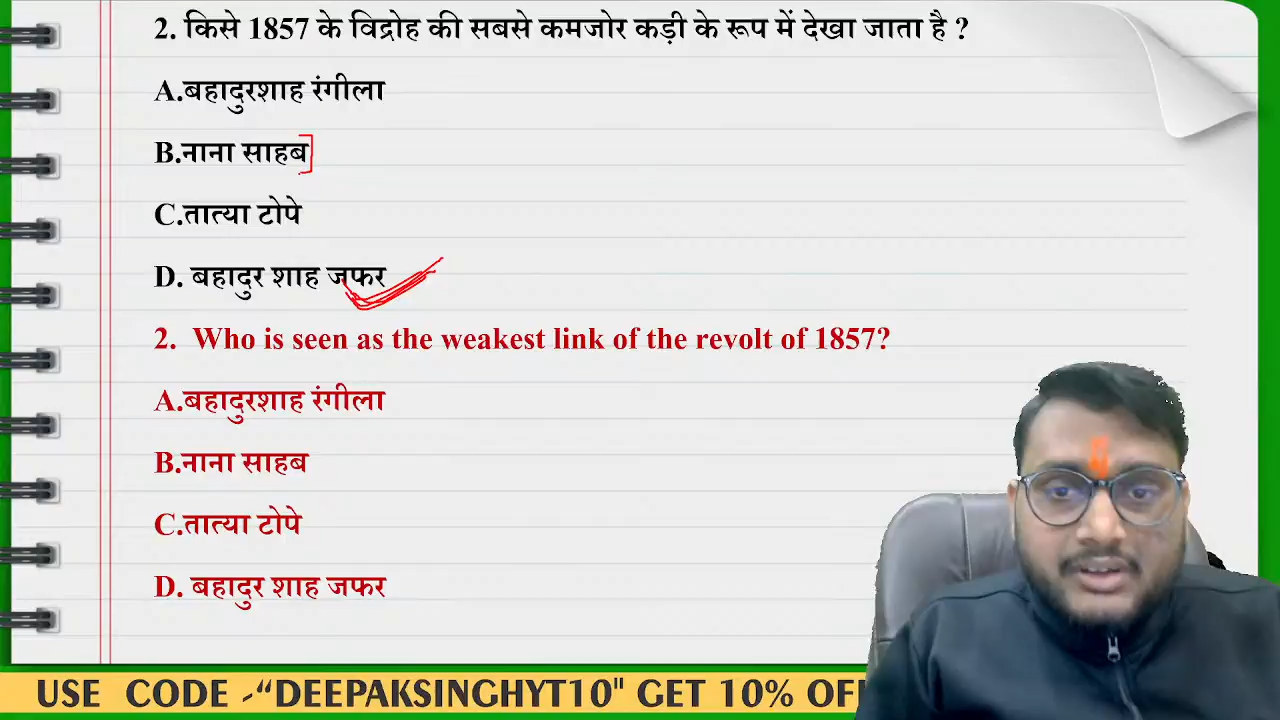 2. किसे 1857 के विद्रोह की सबसे कमजोर कड़ी के रूप में देखा जाता है ?
A.बहादुरशाह रंगीला
B.नाना साहब
C.तात्या टोपे
D. बहादुर शाह जफर
2. Who is seen as the weakest link of the revolt of 1857?
A.बहादुरशाह रंगीला
B.नाना साहब
C.तात्या टोपे
D. बहादुर शाह जफर
USE CODE -“DEEPAKSINGHYT10" GET 10% OF